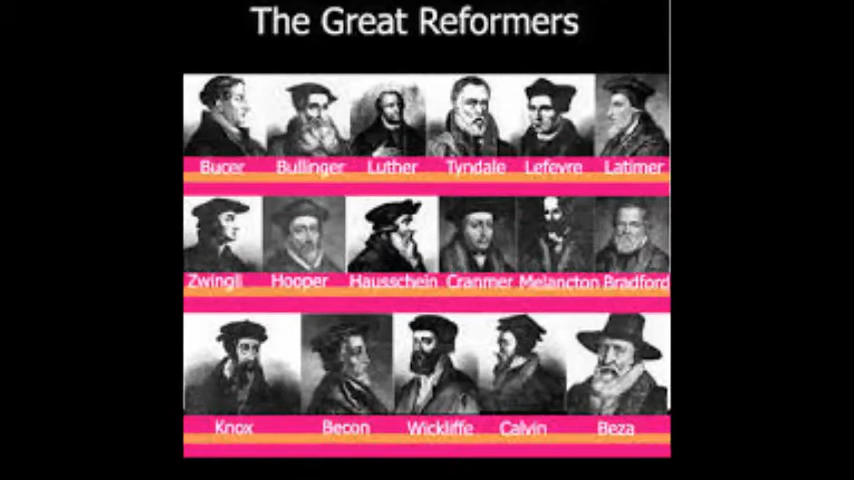 The Great Reformers
Bucer Bullinger Luther Tyndale Lefevre Latimer
Zwingli Hooper Hausschein Cranmer Melancton Bradford
Knox Becon Wickliffe Calvin Beza